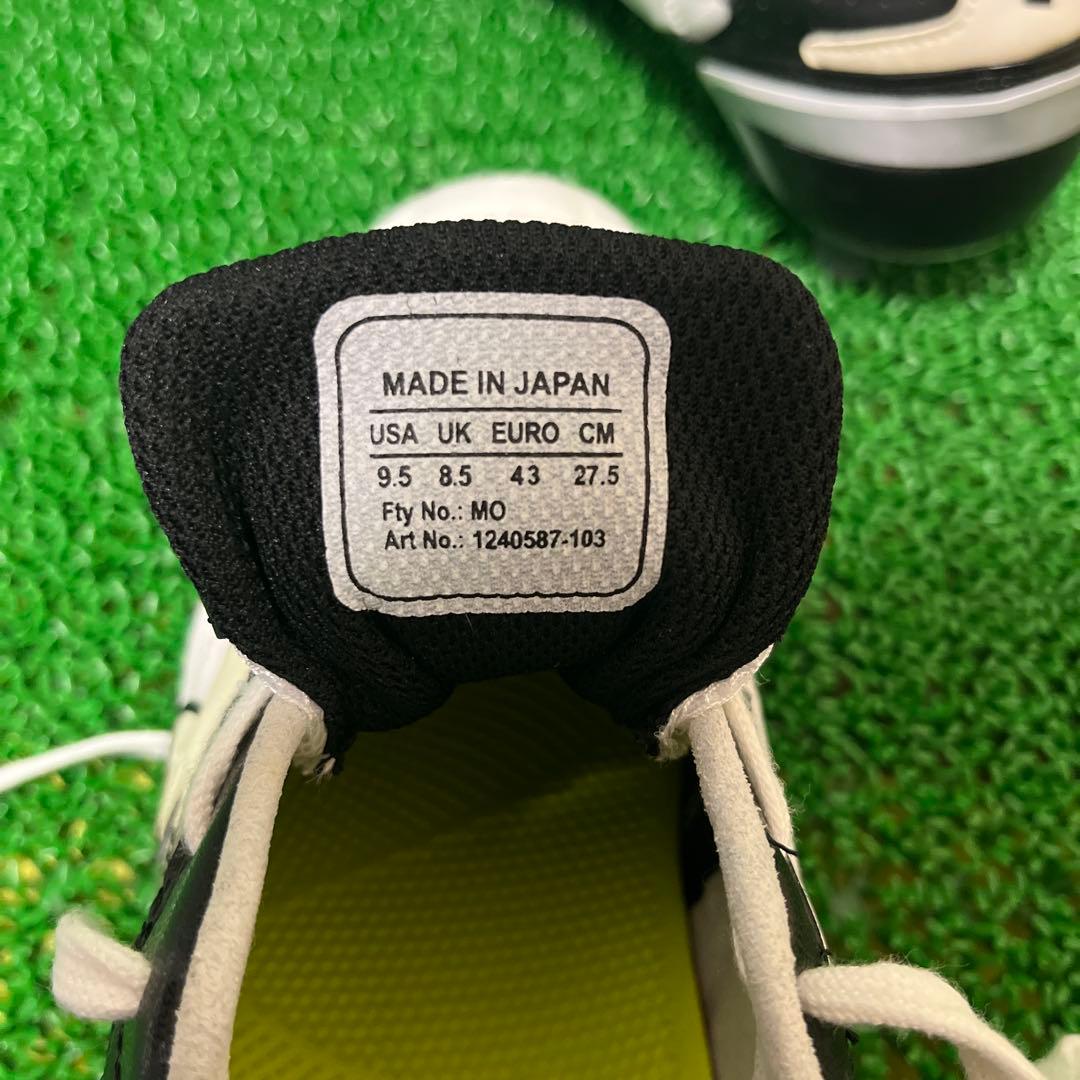 MADE IN JAPAN
USA UK EURO CM
9.5 8.5 43 27.5
Fty No.: MO
Art No.: 1240587-103